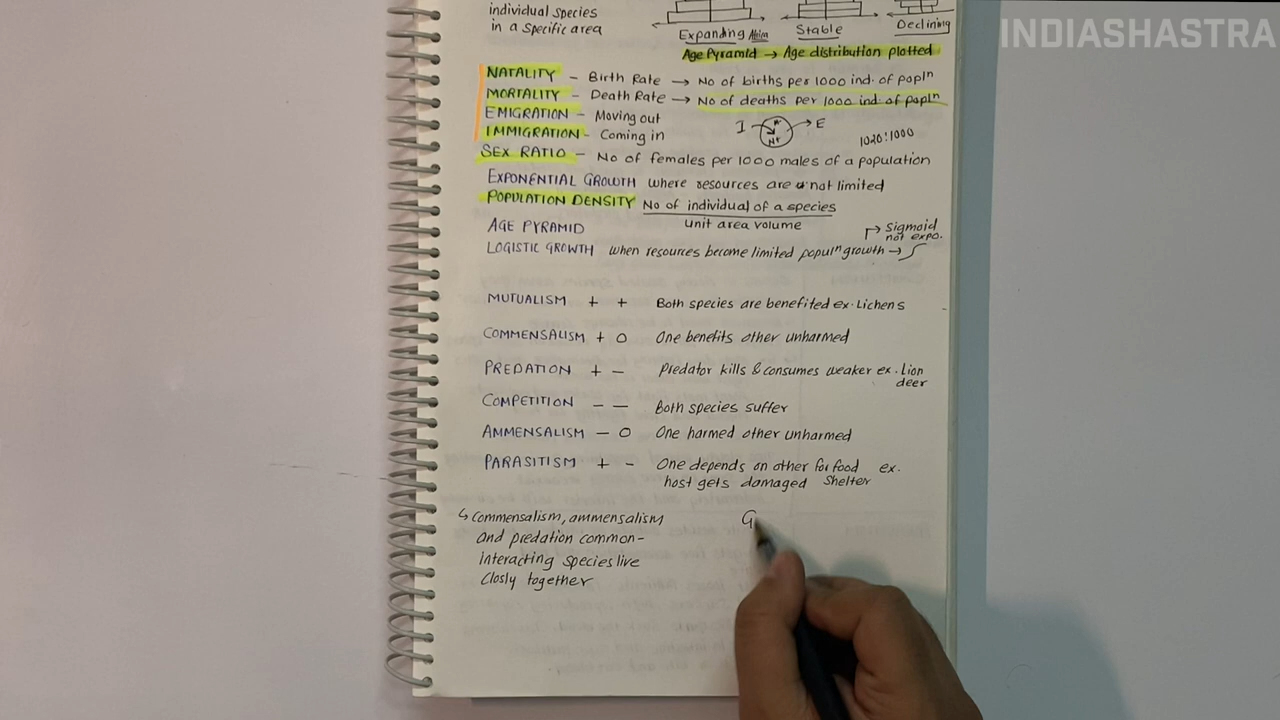 INDIASHASTRA
individual species
in a specific area
Expanding Africa Stable Declining
Age Pyramid → Age distribution plotted
NATALITY – Birth Rate → No of births per 1000 ind. of popln
MORTALITY – Death Rate → No of deaths per 1000 ind of popln
EMIGRATION – Moving out
I E
IMMIGRATION – Coming in
1020:1000
SEX RATIO – No of females per 1000 males of a population
EXPONENTIAL GROWTH where resources are not limited
POPULATION DENSITY No of individual of a species
unit area volume
AGE PYRAMID
→ Sigmoid
not expo.
LOGISTIC GROWTH when resources become limited populn growth →
MUTUALISM + + Both species are benefited ex. Lichens
COMMENSALISM + 0 One benefits other unharmed
PREDATION + – Predator kills & consumes weaker ex. Lion
deer
COMPETITION – – Both species suffer
AMMENSALISM – 0 One harmed other unharmed
PARASITISM + – One depends on other for food ex.
host gets damaged Shelter
↳ Commensalism, ammensalism
and predation common-
interacting species live
Closly together
G